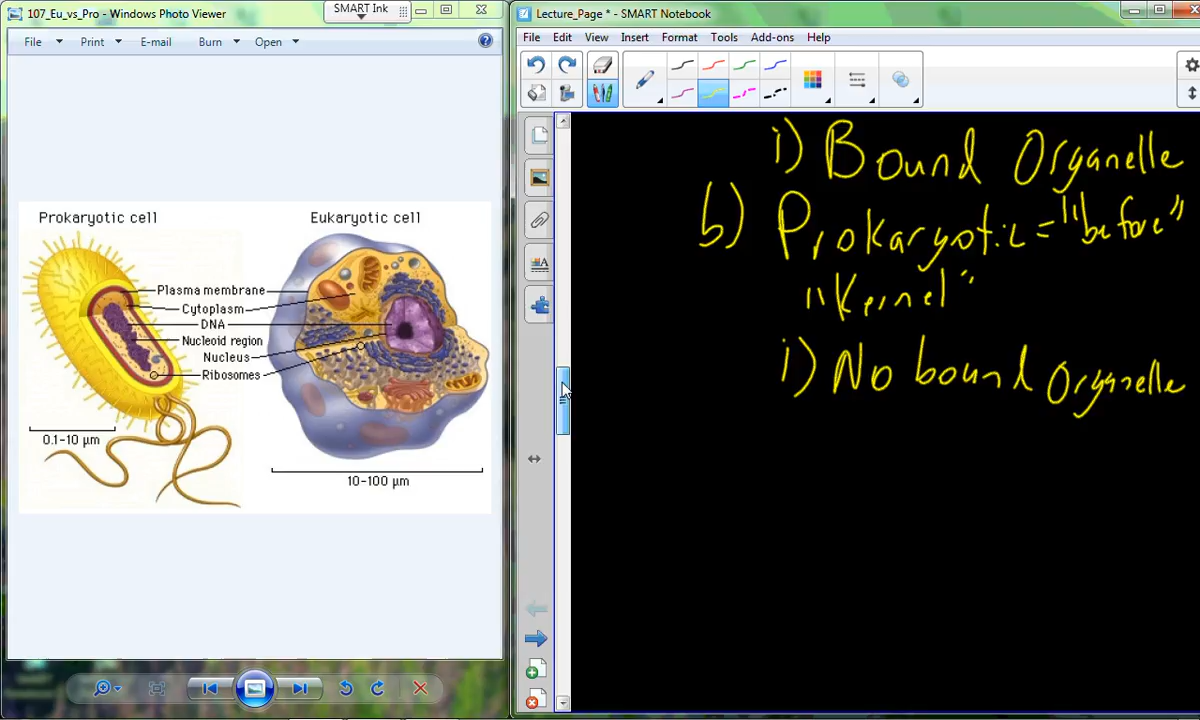 107_Eu_vs_Pro - Windows Photo Viewer
SMART Ink
File Print E-mail Burn Open
Prokaryotic cell
Eukaryotic cell
Plasma membrane
Cytoplasm
DNA
Nucleoid region
Nucleus
Ribosomes
0.1–10 µm
10–100 µm
Lecture_Page * - SMART Notebook
File Edit View Insert Format Tools Add-ons Help
i) Bound Organelle
b) Prokaryotic = "before"
"Kernel"
i) No bound Organelle